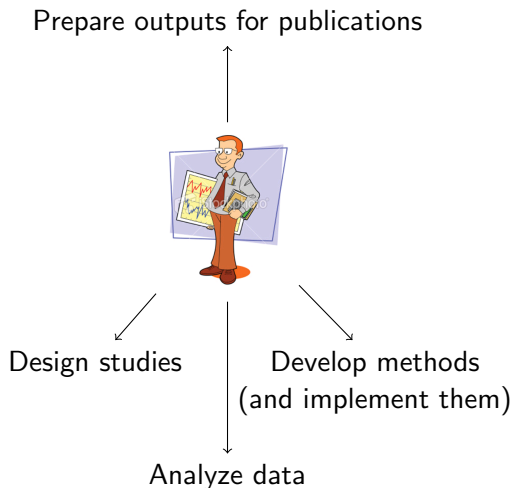 Prepare outputs for publications
Design studies
Develop methods
(and implement them)
Analyze data